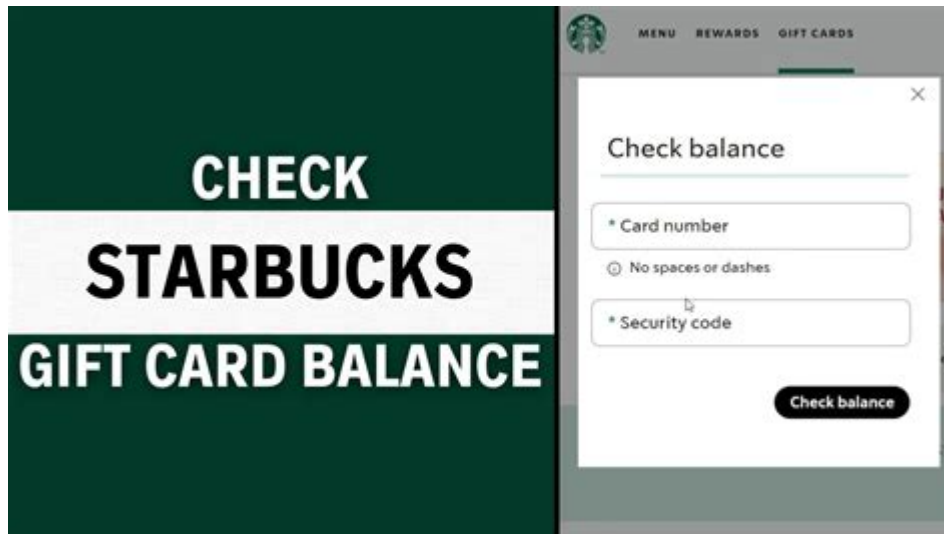 CHECK
STARBUCKS
GIFT CARD BALANCE
MENU REWARDS GIFT CARDS
Check balance
* Card number
No spaces or dashes
* Security code
Check balance